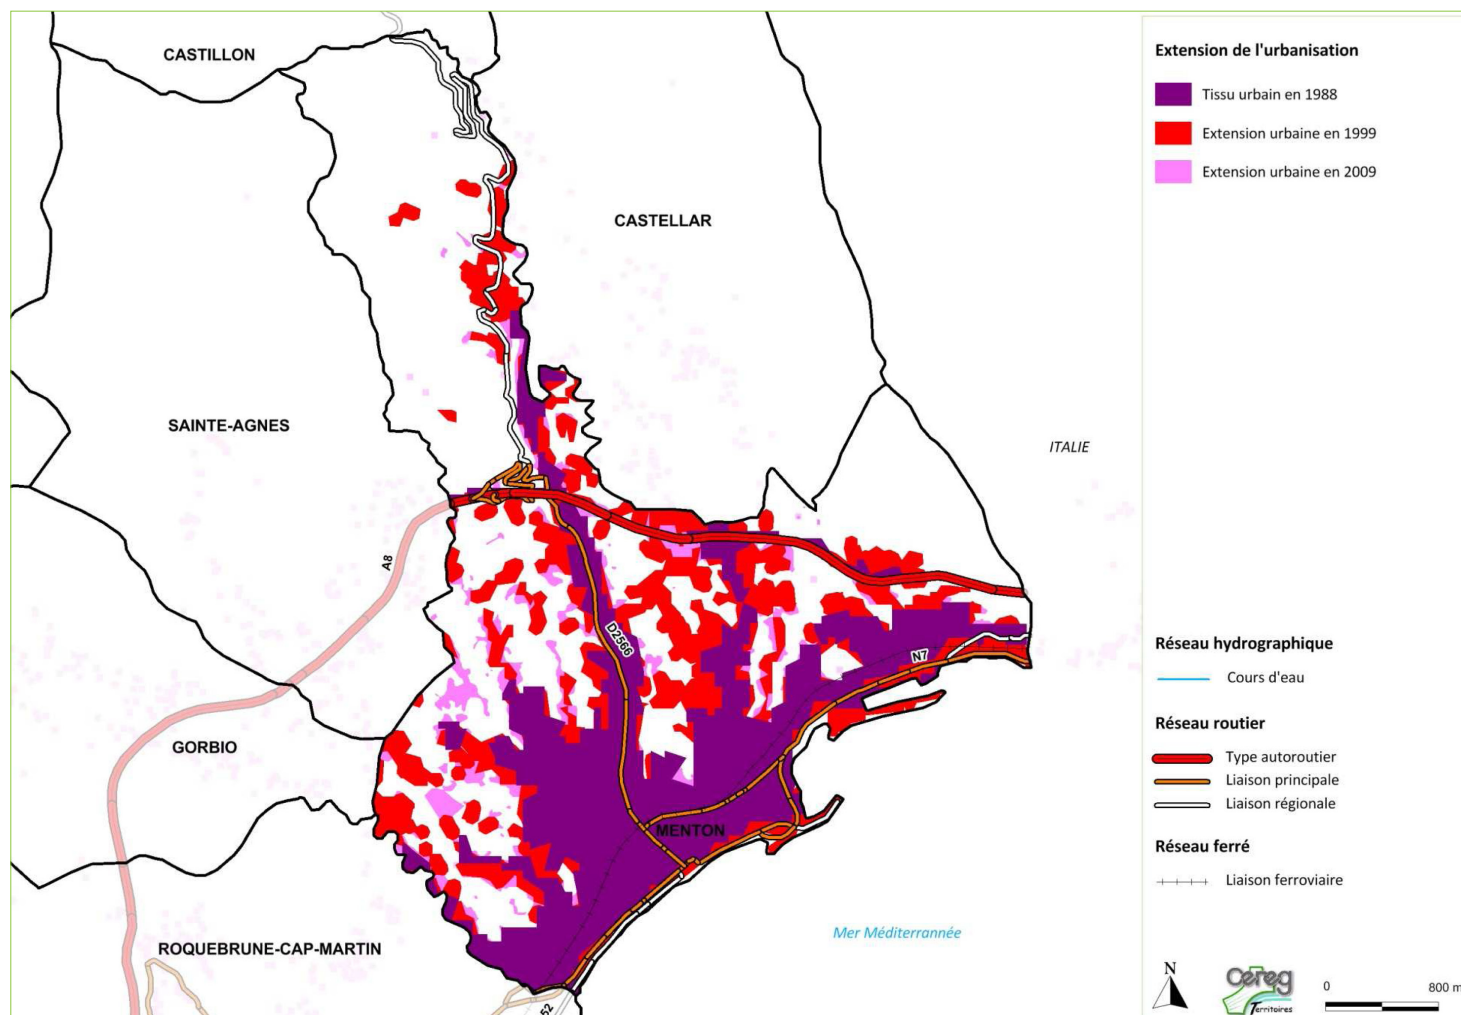 CASTILLON
CASTELLAR
SAINTE-AGNES
ITALIE
A8
D2566
N7
GORBIO
MENTON
ROQUEBRUNE-CAP-MARTIN
Mer Méditerrannée
52
Extension de l'urbanisation
Tissu urbain en 1988
Extension urbaine en 1999
Extension urbaine en 2009
Réseau hydrographique
Cours d'eau
Réseau routier
Type autoroutier
Liaison principale
Liaison régionale
Réseau ferré
Liaison ferroviaire
N
Cereg
Territoires
0 800 m